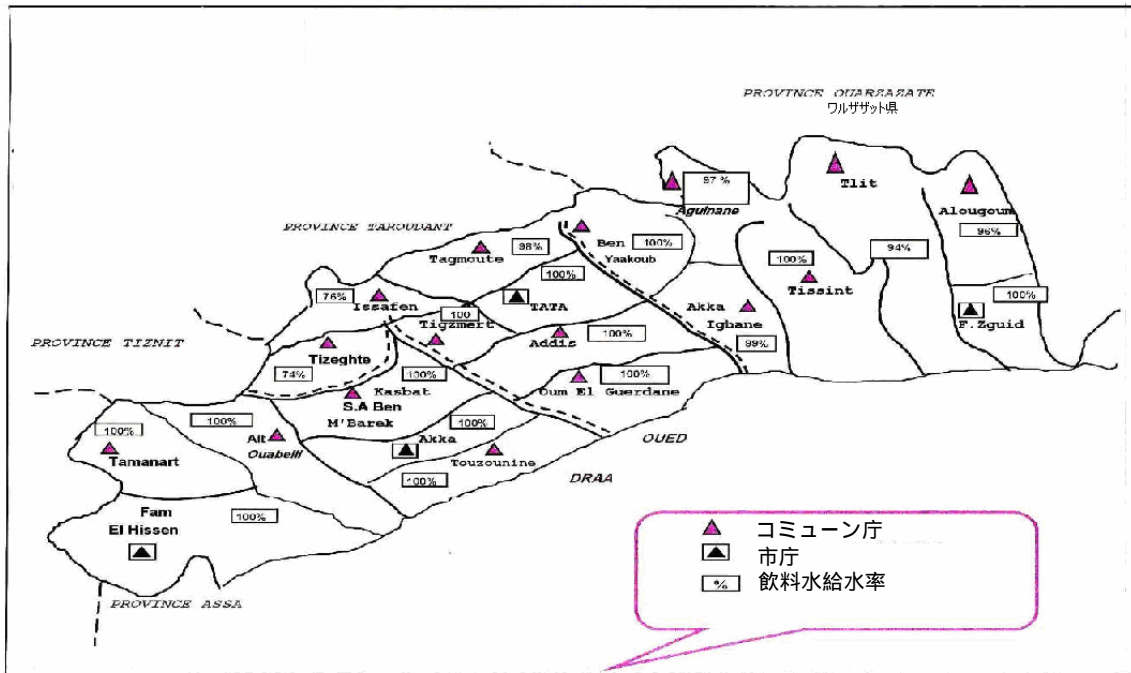 PROVINCE OUARZAZATE
ワルザザット県
97 %
Aguinane
Tlit
Alougoum
96%
PROVINCE TAROUDANT
Tagmoute
98%
Ben
Yaakoub
100%
94%
100%
Tissint
100%
TATA
76%
Issafen
100
Tigzmert
Akka
Igbane
99%
100%
F.Zguid
PROVINCE TIZNIT
Tizeghte
74%
Addis
100%
100%
Kasbat
S.A Ben
M'Barek
100%
Oum El Guerdane
100%
Tamanart
100%
Ait
Ouabelli
100%
Akka
Touzounine
100%
OUED
DRAA
Fam
El Hissen
100%
PROVINCE ASSA
コミューン庁
市庁
% 飲料水給水率